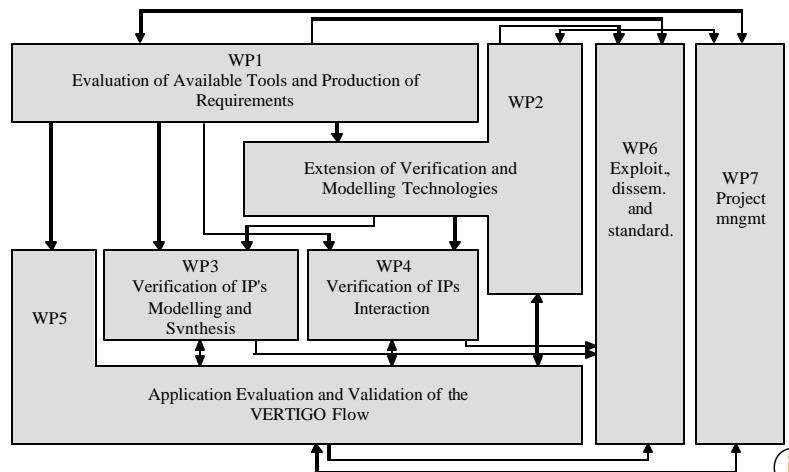 WP1
Evaluation of Available Tools and Production of
Requirements
WP2
Extension of Verification and
Modelling Technologies
WP6
Exploit.,
dissem.
and
standard.
WP7
Project
mngmt
WP3
Verification of IP's
Modelling and
Synthesis
WP4
Verification of IPs
Interaction
WP5
Application Evaluation and Validation of the
VERTIGO Flow